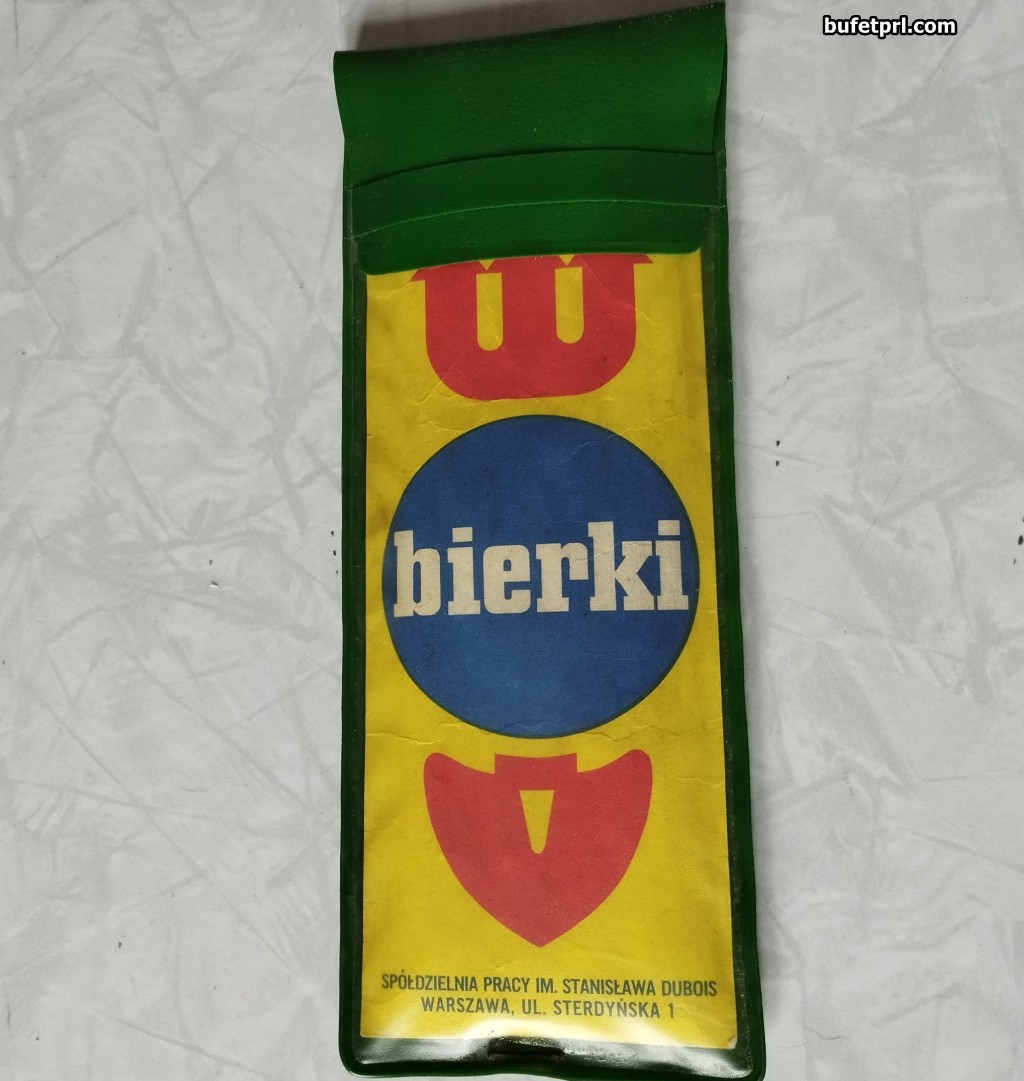 bufetprl.com
bierki
SPÓŁDZIELNIA PRACY IM. STANISŁAWA DUBOIS
WARSZAWA, UL. STERDYŃSKA 1